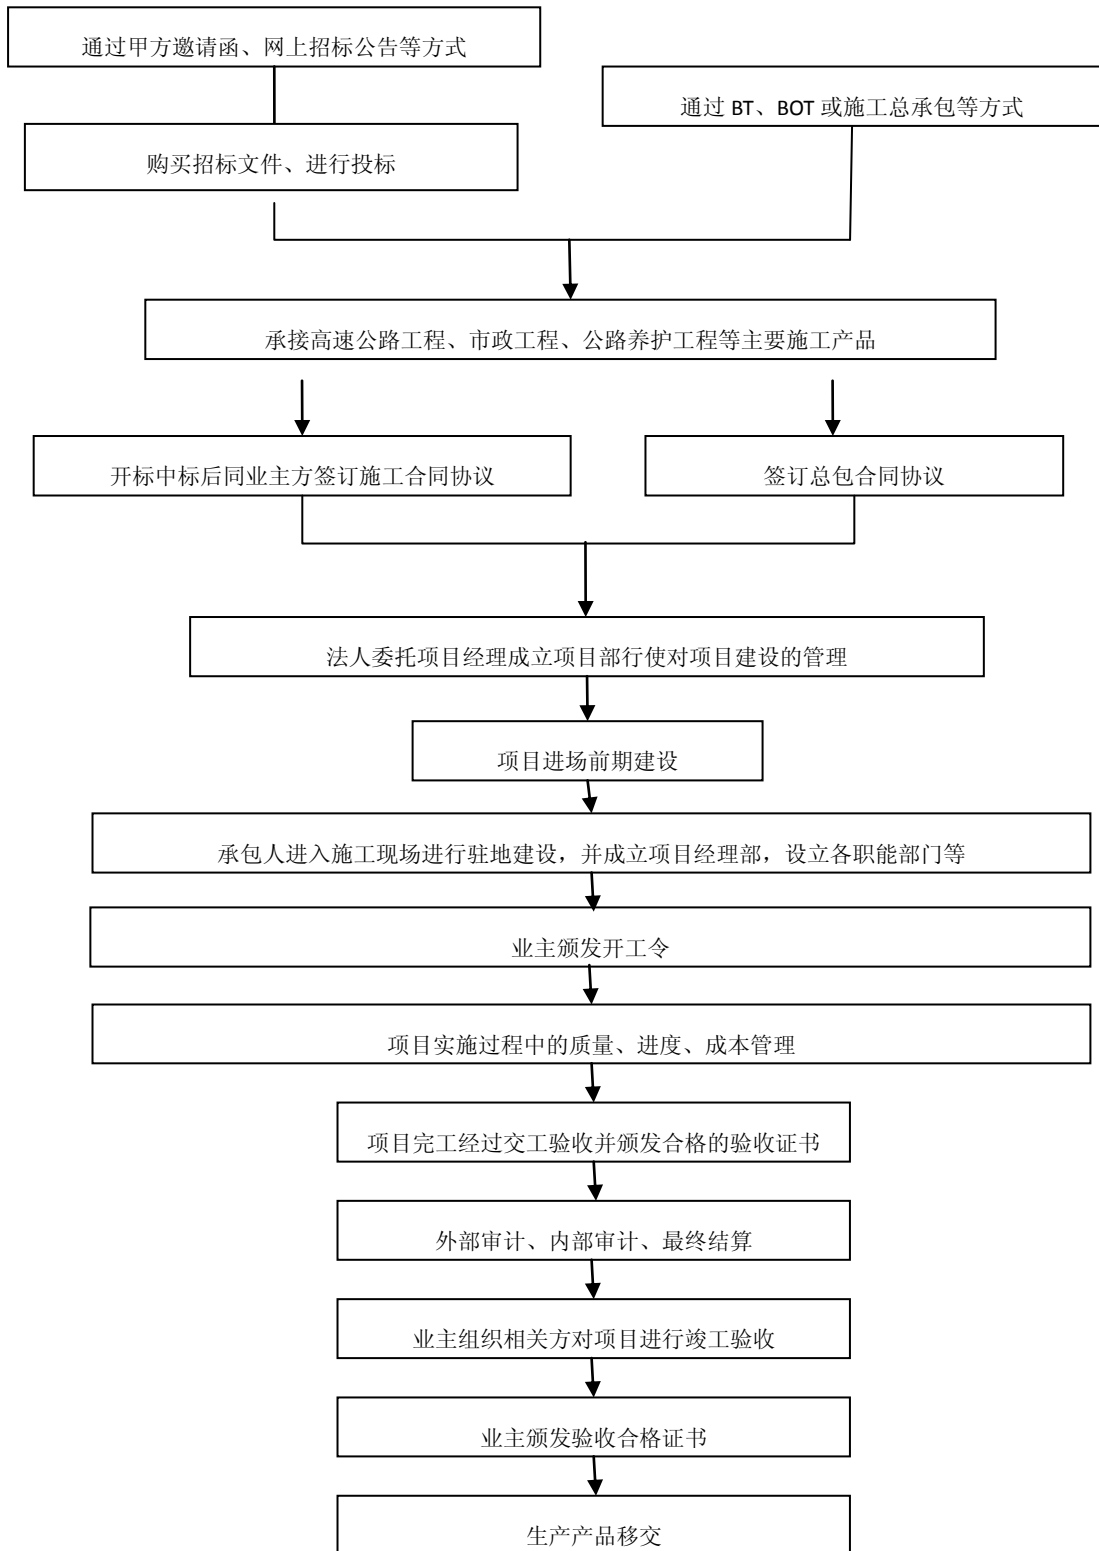 通过甲方邀请函、网上招标公告等方式
通过 BT、BOT 或施工总承包等方式
购买招标文件、进行投标
承接高速公路工程、市政工程、公路养护工程等主要施工产品
开标中标后同业主方签订施工合同协议
签订总包合同协议
法人委托项目经理成立项目部行使对项目建设的管理
项目进场前期建设
承包人进入施工现场进行驻地建设，并成立项目经理部，设立各职能部门等
业主颁发开工令
项目实施过程中的质量、进度、成本管理
项目完工经过交工验收并颁发合格的验收证书
外部审计、内部审计、最终结算
业主组织相关方对项目进行竣工验收
业主颁发验收合格证书
生产产品移交